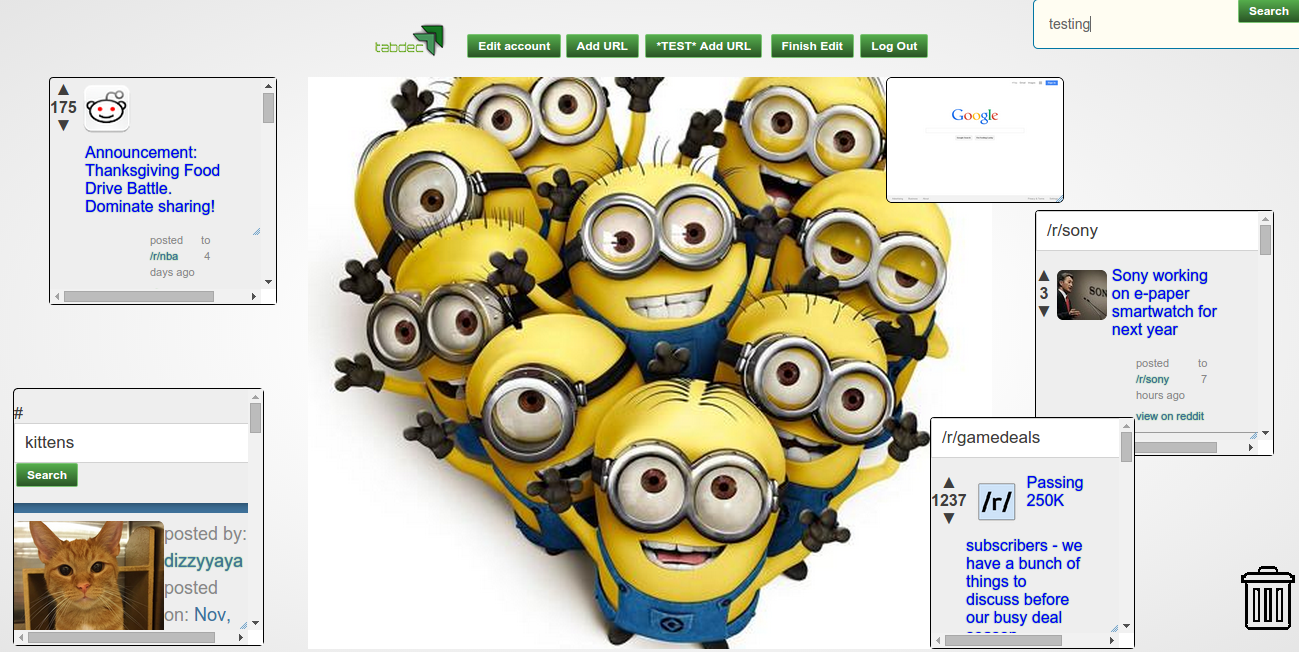 testing
Search
tabdec
Edit account
Add URL
*TEST* Add URL
Finish Edit
Log Out
175
Announcement:
Thanksgiving Food
Drive Battle.
Dominate sharing!
posted to
/r/nba 4
days ago
Google
/r/sony
3
SON
Sony working
on e-paper
smartwatch for
next year
posted to
/r/sony 7
hours ago
view on reddit
#
kittens
Search
posted by:
dizzyyaya
posted
on: Nov,
/r/gamedeals
1237
/r/
Passing
250K
subscribers - we
have a bunch of
things to
discuss before
our busy deal